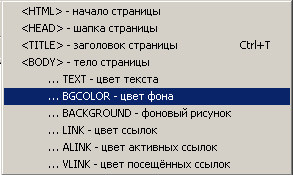 <HTML> - начало страницы
<HEAD> - шапка страницы
<TITLE> - заголовок страницы Ctrl+T
<BODY> - тело страницы
... TEXT - цвет текста
... BGCOLOR - цвет фона
... BACKGROUND - фоновый рисунок
... LINK - цвет ссылок
... ALINK - цвет активных ссылок
... VLINK - цвет посещённых ссылок